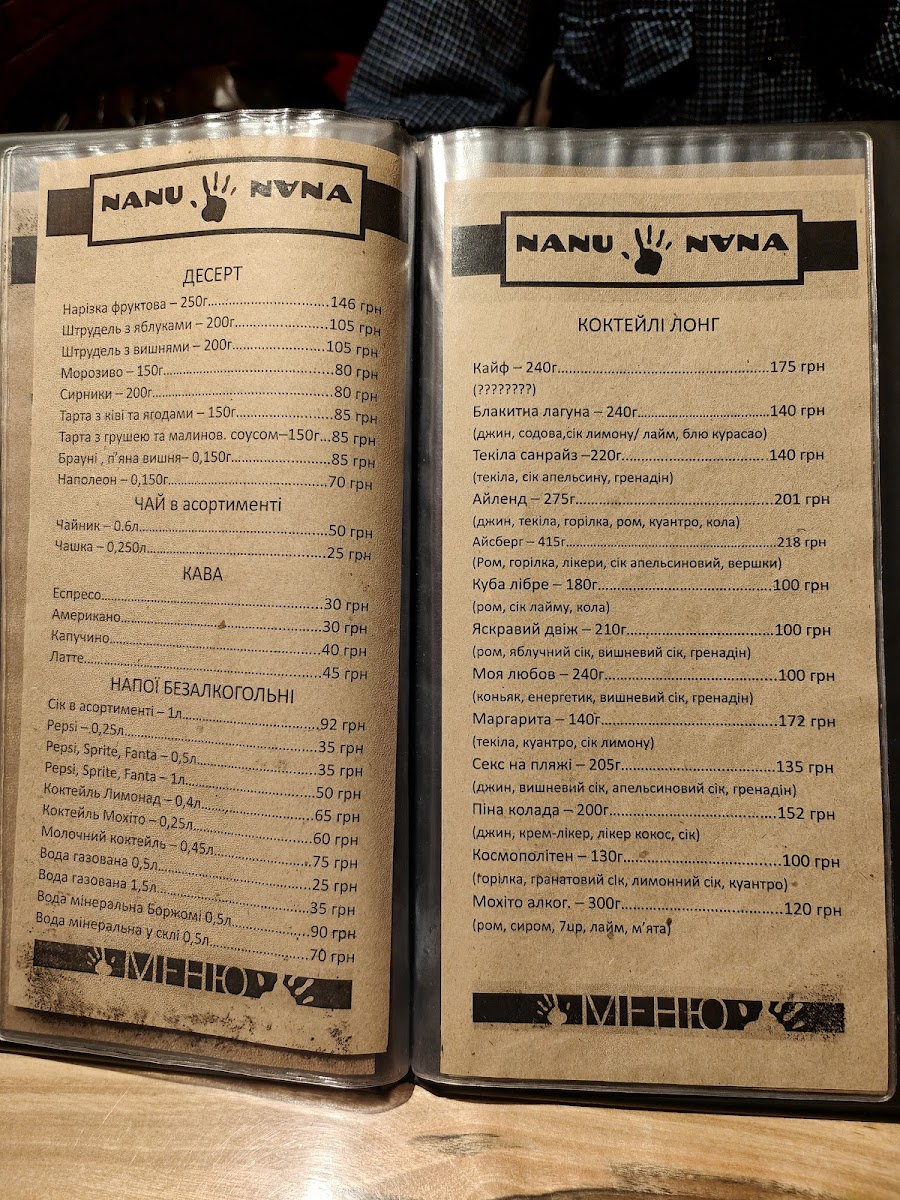 NANU NANA
ДЕСЕРТ
Нарізка фруктова – 250г..............................146 грн
Штрудель з яблуками – 200г.......................105 грн
Штрудель з вишнями – 200г.......................105 грн
Морозиво – 150г..........................................80 грн
Сирники – 200г.............................................80 грн
Тарта з ківі та ягодами – 150г........................85 грн
Тарта з грушею та малинов. соусом–150г...85 грн
Брауні , п’яна вишня– 0,150г.........................85 грн
Наполеон – 0,150г........................................70 грн
ЧАЙ в асортименті
Чайник – 0.6л...............................................50 грн
Чашка – 0,250л.............................................25 грн
КАВА
Еспресо.........................................................30 грн
Американо....................................................30 грн
Капучино......................................................40 грн
Латте.............................................................45 грн
НАПОЇ БЕЗАЛКОГОЛЬНІ
Сік в асортименті – 1л..................................92 грн
Pepsi – 0,25л.................................................35 грн
Pepsi, Sprite, Fanta – 0,5л..............................35 грн
Pepsi, Sprite, Fanta – 1л.................................50 грн
Коктейль Лимонад – 0,4л.............................65 грн
Коктейль Мохіто – 0,25л..............................60 грн
Молочний коктейль – 0,45л.........................75 грн
Вода газована 0,5л.......................................25 грн
Вода газована 1,5л.......................................35 грн
Вода мінеральна Боржомі 0,5л....................90 грн
Вода мінеральна у склі 0,5л.........................70 грн
МЕНЮ
NANU NANA
КОКТЕЙЛІ ЛОНГ
Кайф – 240г..................................................175 грн
(????????)
Блакитна лагуна – 240г................................140 грн
(джин, содова,сік лимону/ лайм, блю курасао)
Текіла санрайз –220г...................................140 грн
(текіла, сік апельсину, гренадін)
Айленд – 275г...............................................201 грн
(джин, текіла, горілка, ром, куантро, кола)
Айсберг – 415г..............................................218 грн
(Ром, горілка, лікери, сік апельсиновий, вершки)
Куба лібре – 180г.........................................100 грн
(ром, сік лайму, кола)
Яскравий двіж – 210г...................................100 грн
(ром, яблучний сік, вишневий сік, гренадін)
Моя любов – 240г........................................100 грн
(коньяк, енергетик, вишневий сік, гренадін)
Маргарита – 140г.........................................172 грн
(текіла, куантро, сік лимону)
Секс на пляжі – 205г....................................135 грн
(джин, вишневий сік, апельсиновий сік, гренадін)
Піна колада – 200г.......................................152 грн
(джин, крем-лікер, лікер кокос, сік)
Космополітен – 130г....................................100 грн
(горілка, гранатовий сік, лимонний сік, куантро)
Мохіто алког. – 300г.....................................120 грн
(ром, сиром, 7up, лайм, м’ята)
МЕНЮ